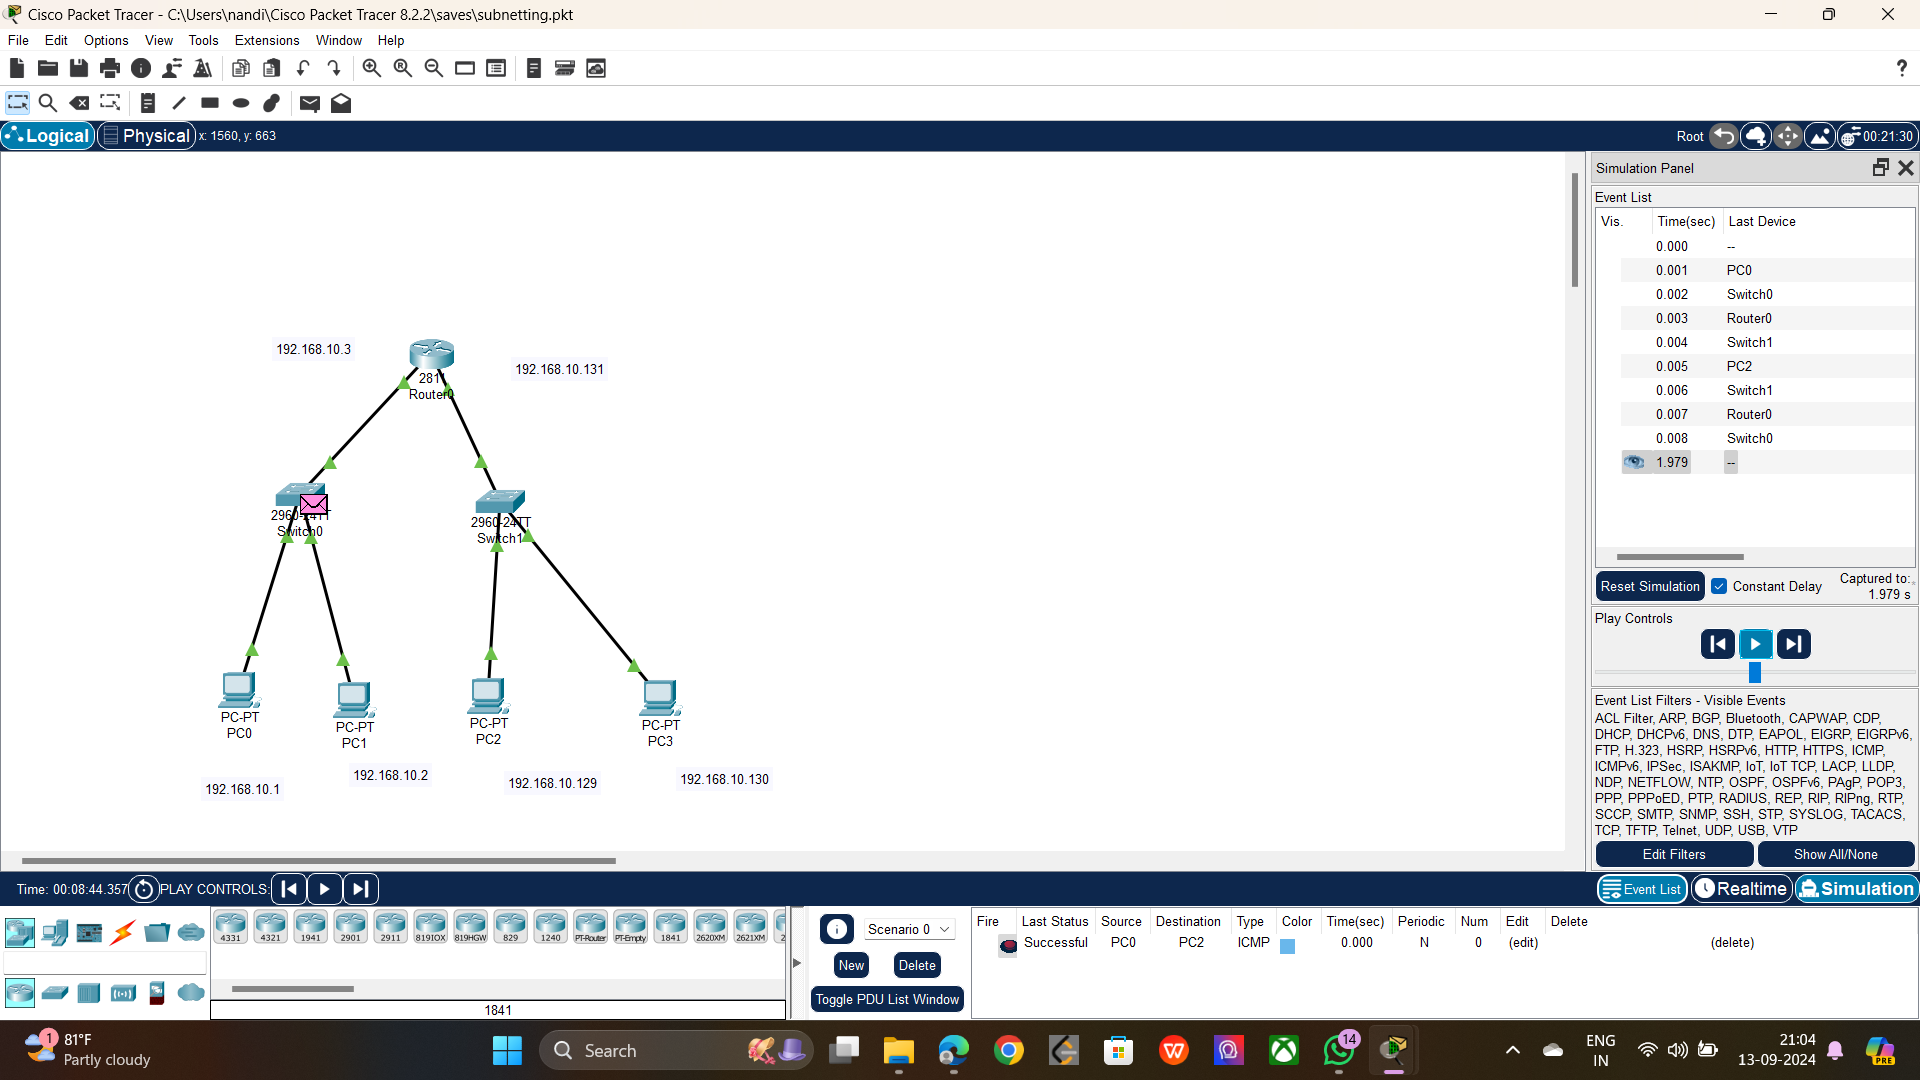 Cisco Packet Tracer - C:\Users\nandi\Cisco Packet Tracer 8.2.2\saves\subnetting.pkt
File Edit Options View Tools Extensions Window Help
?
Logical Physical x: 1560, y: 663 Root 00:21:30
Simulation Panel
Event List
Vis. Time(sec) Last Device
0.000 --
0.001 PC0
0.002 Switch0
0.003 Router0
0.004 Switch1
0.005 PC2
0.006 Switch1
0.007 Router0
0.008 Switch0
1.979 --
Reset Simulation Constant Delay Captured to:
1.979 s
Play Controls
Event List Filters - Visible Events
ACL Filter, ARP, BGP, Bluetooth, CAPWAP, CDP,
DHCP, DHCPv6, DNS, DTP, EAPOL, EIGRP, EIGRPv6,
FTP, H.323, HSRP, HSRPv6, HTTP, HTTPS, ICMP,
ICMPv6, IPSec, ISAKMP, IoT, IoT TCP, LACP, LLDP,
NDP, NETFLOW, NTP, OSPF, OSPFv6, PAgP, POP3,
PPP, PPPoED, PTP, RADIUS, REP, RIP, RIPng, RTP,
SCCP, SMTP, SNMP, SSH, STP, SYSLOG, TACACS,
TCP, TFTP, Telnet, UDP, USB, VTP
Edit Filters Show All/None
192.168.10.3
192.168.10.131
2811
Router0
2960-24TT
Switch0
2960-24TT
Switch1
PC-PT
PC0
PC-PT
PC1
PC-PT
PC2
PC-PT
PC3
192.168.10.1
192.168.10.2
192.168.10.129
192.168.10.130
Time: 00:08:44.357 PLAY CONTROLS:
Event List Realtime Simulation
4331 4321 1941 2901 2911 819IOX 819HGW 829 1240 PT-Router PT-Empty 1841 2620XM 2621XM 2
1841
Scenario 0
New Delete
Toggle PDU List Window
Fire Last Status Source Destination Type Color Time(sec) Periodic Num Edit Delete
Successful PC0 PC2 ICMP 0.000 N 0 (edit) (delete)
1
81°F
Partly cloudy
Search
14
ENG
IN
21:04
13-09-2024
PRE